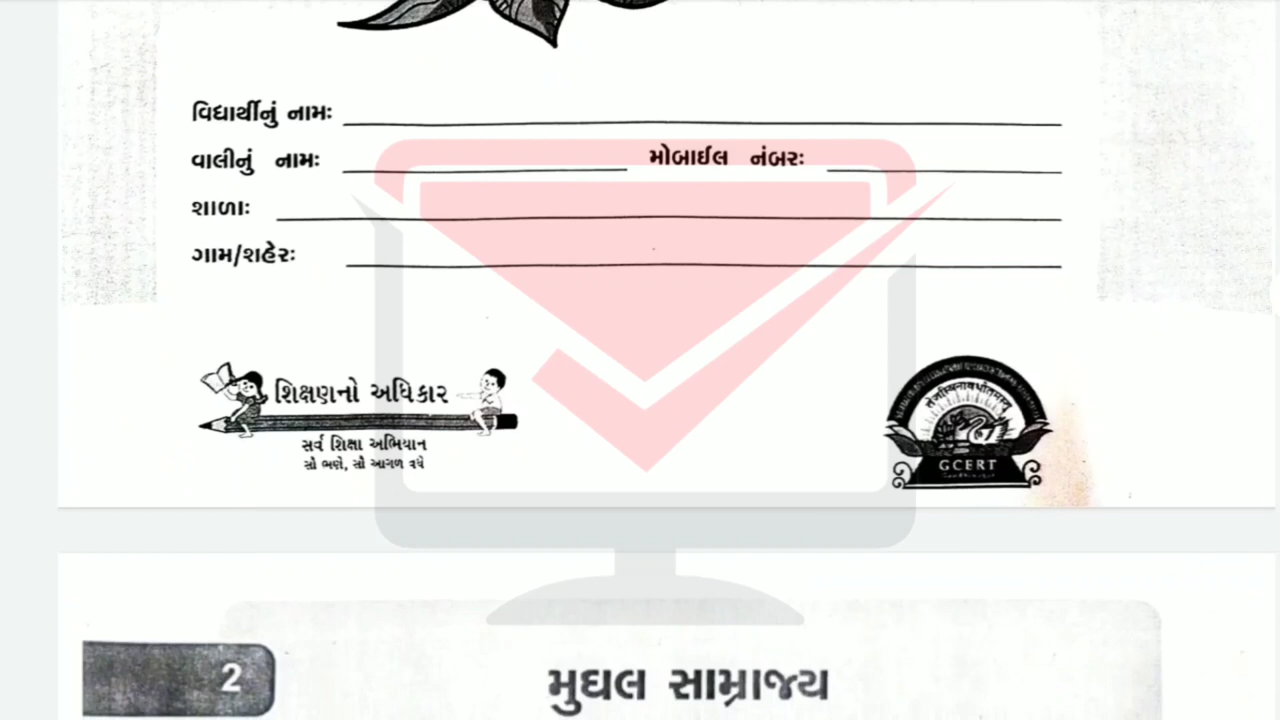 વિદ્યાર્થીનું નામઃ
વાલીનું નામઃ
મોબાઈલ નંબરઃ
શાળાઃ
ગામ/શહેરઃ
શિક્ષણનો અધિકાર
સર્વ શિક્ષા અભિયાન
સૌ ભણે, સૌ આગળ વધે
GCERT
2
મુઘલ સામ્રાજ્ય